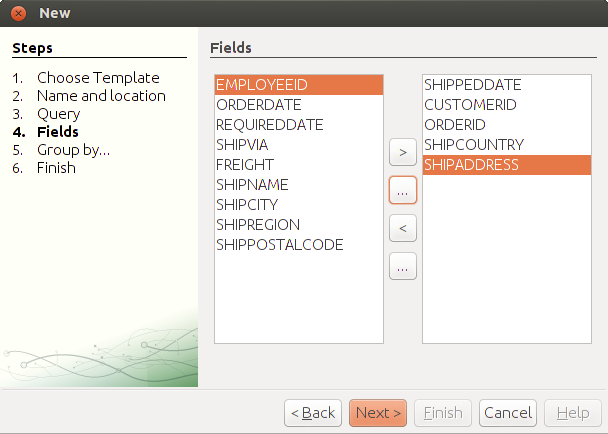 New
Steps
1. Choose Template
2. Name and location
3. Query
4. Fields
5. Group by...
6. Finish
Fields
EMPLOYEEID
ORDERDATE
REQUIREDDATE
SHIPVIA
FREIGHT
SHIPNAME
SHIPCITY
SHIPREGION
SHIPPOSTALCODE
>
...
<
...
SHIPPEDDATE
CUSTOMERID
ORDERID
SHIPCOUNTRY
SHIPADDRESS
< Back
Next >
Finish
Cancel
Help